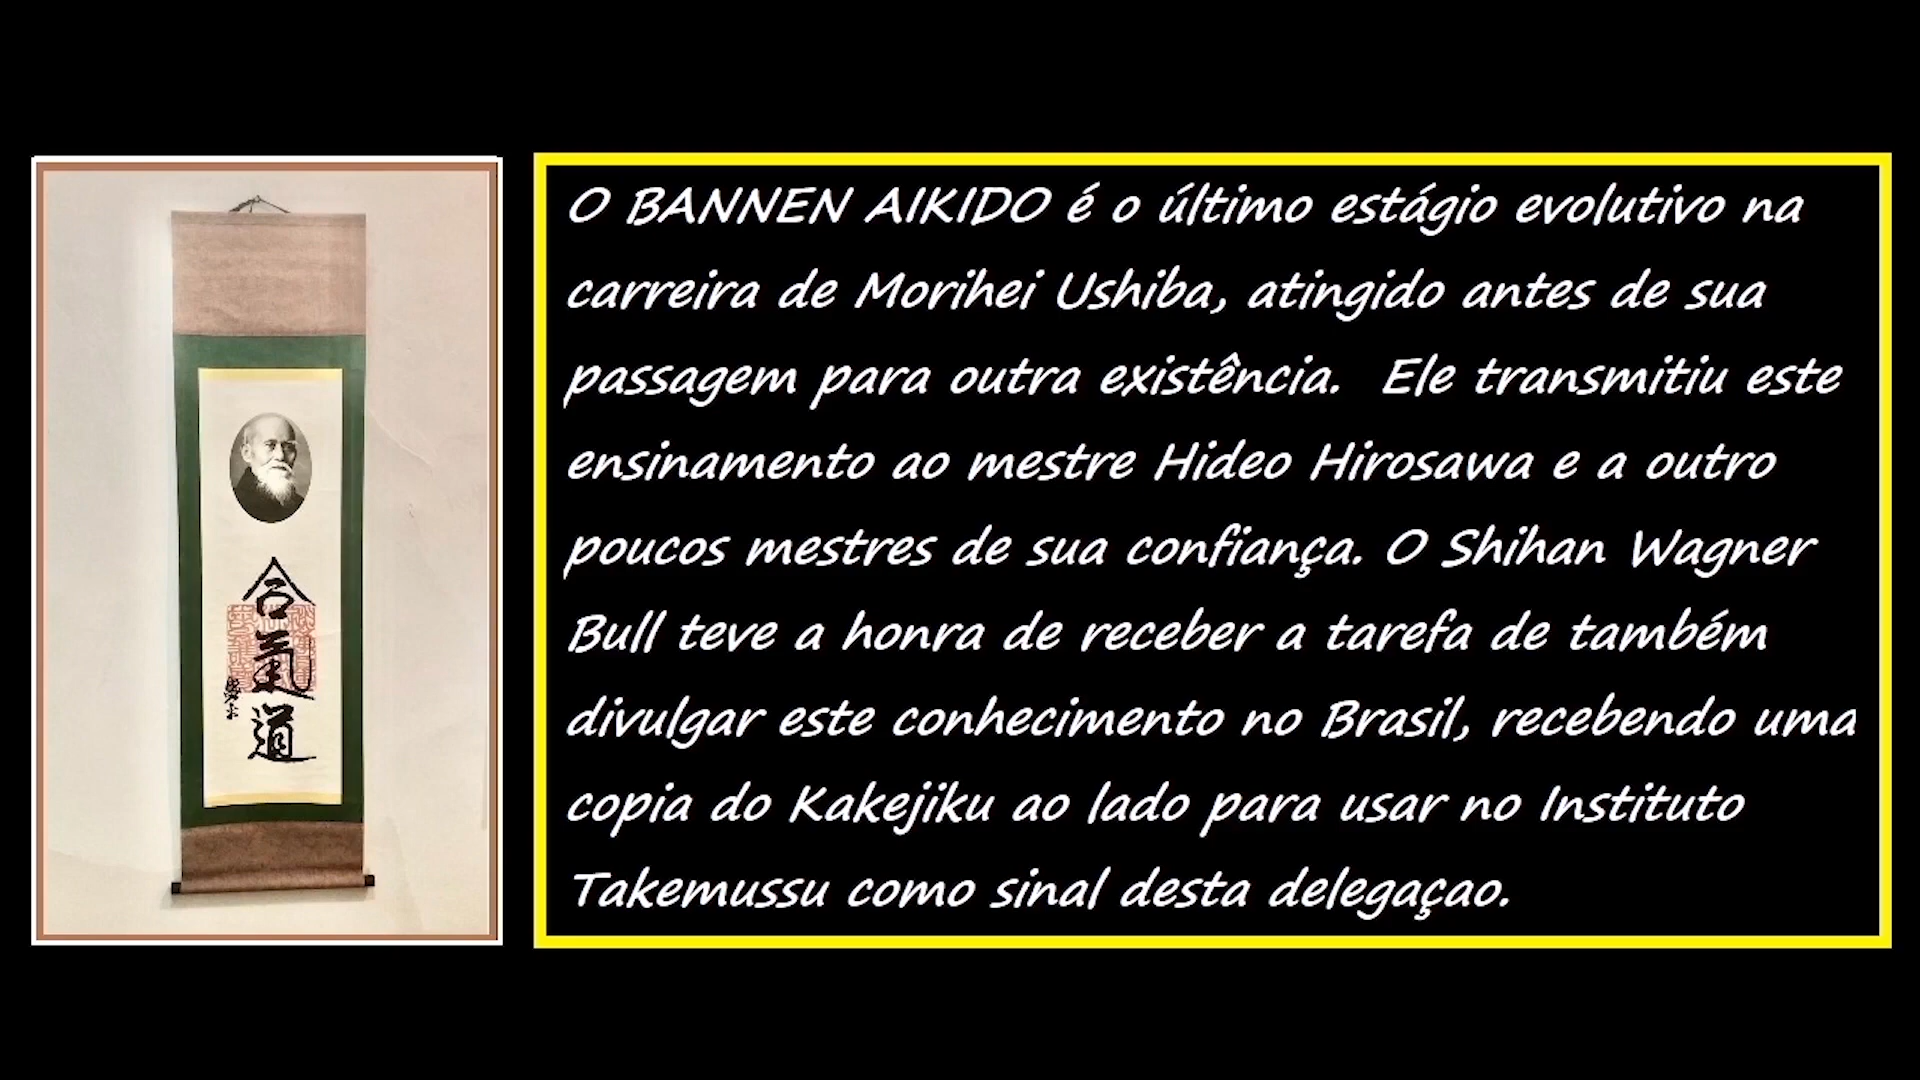 合氣道
O BANNEN AIKIDO é o último estágio evolutivo na
carreira de Morihei Ushiba, atingido antes de sua
passagem para outra existência. Ele transmitiu este
ensinamento ao mestre Hideo Hirosawa e a outro
poucos mestres de sua confiança. O Shihan Wagner
Bull teve a honra de receber a tarefa de também
divulgar este conhecimento no Brasil, recebendo uma
copia do Kakejiku ao lado para usar no Instituto
Takemussu como sinal desta delegaçao.